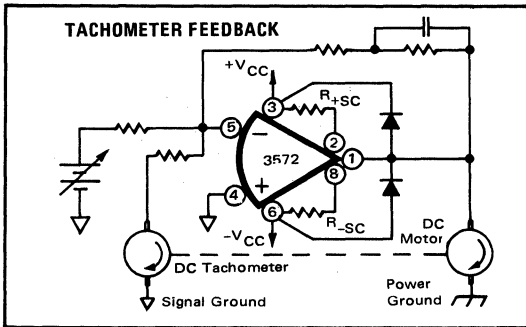 TACHOMETER FEEDBACK
+VCC
R+SC
3
5
−
2
1
3572
8
4
+
6
R−SC
−VCC
DC
Motor
DC Tachometer
Power
Ground
Signal Ground